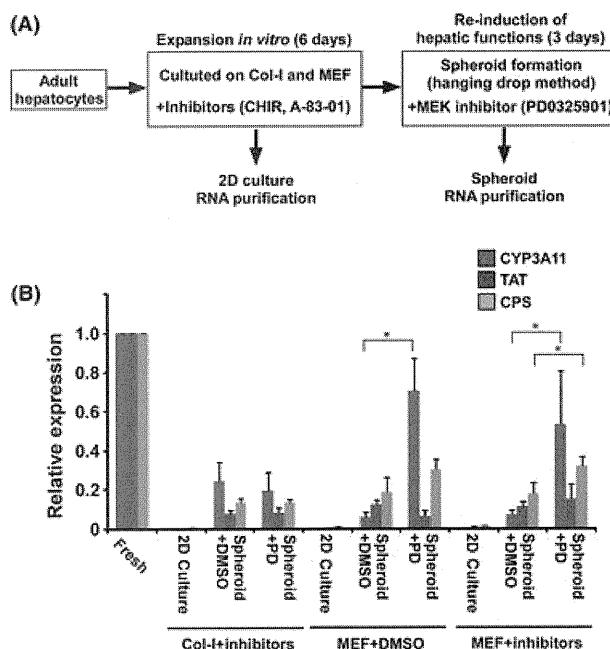 (A)
Expansion in vitro (6 days)
Re-induction of
hepatic functions (3 days)
Adult
hepatocytes
Cultuted on Col-I and MEF
+Inhibitors (CHIR, A-83-01)
Spheroid formation
(hanging drop method)
+MEK inhibitor (PD0325901)
2D culture
RNA purification
Spheroid
RNA purification
(B)
CYP3A11
TAT
CPS
Relative expression
1.0
0.8
0.6
0.4
0.2
0
*
*
*
Fresh
2D Culture
Spheroid
+DMSO
Spheroid
+PD
2D Culture
Spheroid
+DMSO
Spheroid
+PD
2D Culture
Spheroid
+DMSO
Spheroid
+PD
Col-I+inhibitors
MEF+DMSO
MEF+inhibitors